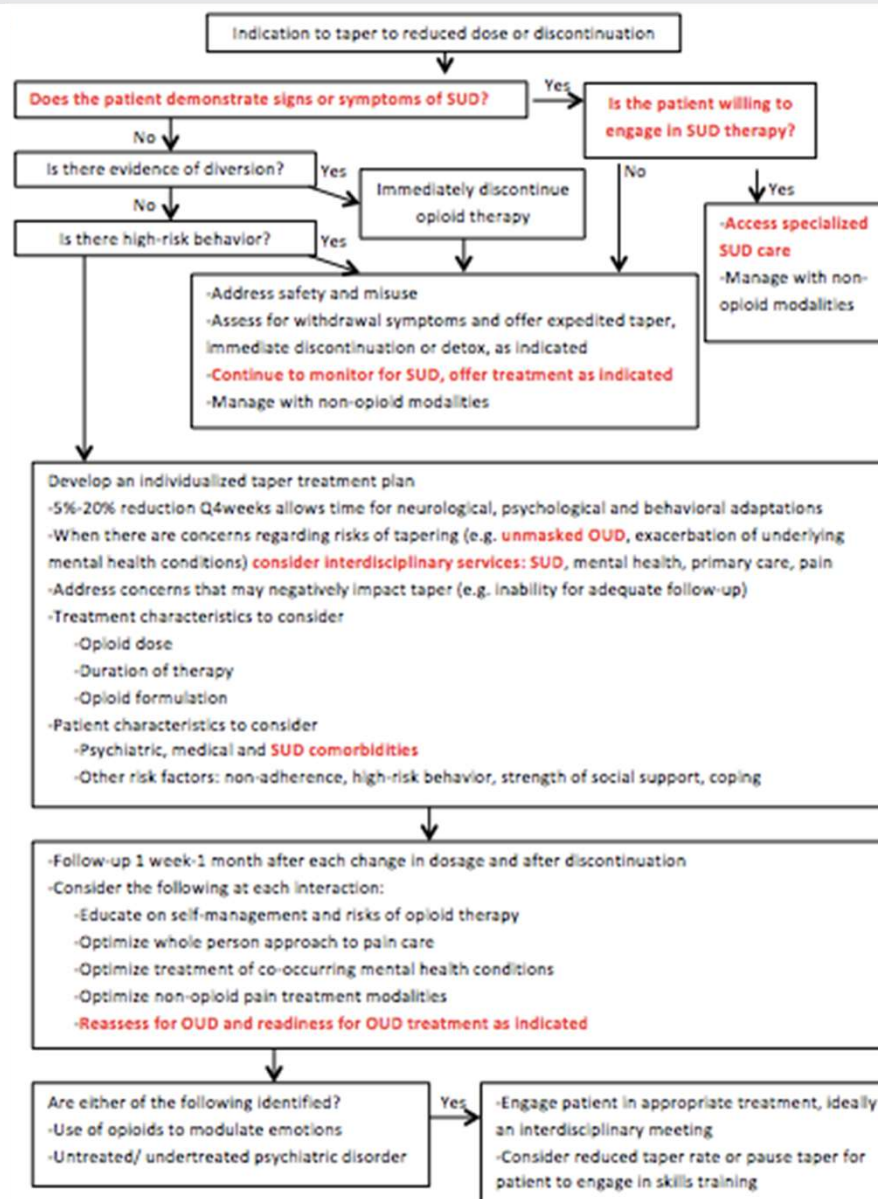 Indication to taper to reduced dose or discontinuation
Does the patient demonstrate signs or symptoms of SUD?
Yes
Is the patient willing to
engage in SUD therapy?
No
Is there evidence of diversion?
Yes
Immediately discontinue
opioid therapy
No
Yes
-Access specialized
SUD care
-Manage with non-
opioid modalities
No
Is there high-risk behavior?
Yes
-Address safety and misuse
-Assess for withdrawal symptoms and offer expedited taper,
immediate discontinuation or detox, as indicated
-Continue to monitor for SUD, offer treatment as indicated
-Manage with non-opioid modalities
Develop an individualized taper treatment plan
-5%-20% reduction Q4weeks allows time for neurological, psychological and behavioral adaptations
-When there are concerns regarding risks of tapering (e.g. unmasked OUD, exacerbation of underlying
mental health conditions) consider interdisciplinary services: SUD, mental health, primary care, pain
-Address concerns that may negatively impact taper (e.g. inability for adequate follow-up)
-Treatment characteristics to consider
-Opioid dose
-Duration of therapy
-Opioid formulation
-Patient characteristics to consider
-Psychiatric, medical and SUD comorbidities
-Other risk factors: non-adherence, high-risk behavior, strength of social support, coping
-Follow-up 1 week-1 month after each change in dosage and after discontinuation
-Consider the following at each interaction:
-Educate on self-management and risks of opioid therapy
-Optimize whole person approach to pain care
-Optimize treatment of co-occurring mental health conditions
-Optimize non-opioid pain treatment modalities
-Reassess for OUD and readiness for OUD treatment as indicated
Are either of the following identified?
-Use of opioids to modulate emotions
-Untreated/ undertreated psychiatric disorder
Yes
-Engage patient in appropriate treatment, ideally
an interdisciplinary meeting
-Consider reduced taper rate or pause taper for
patient to engage in skills training